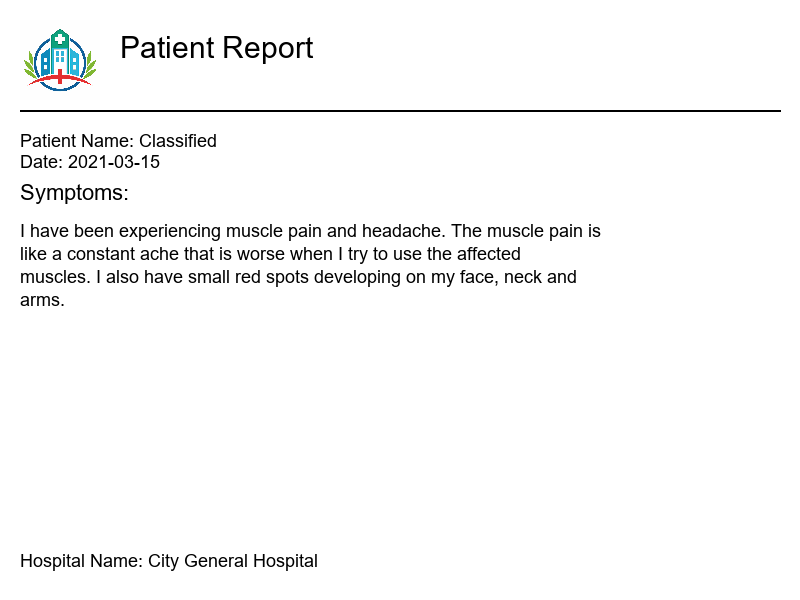 Patient Report
Patient Name: Classified
Date: 2021-03-15
Symptoms:
I have been experiencing muscle pain and headache. The muscle pain is
like a constant ache that is worse when I try to use the affected
muscles. I also have small red spots developing on my face, neck and
arms.
Hospital Name: City General Hospital